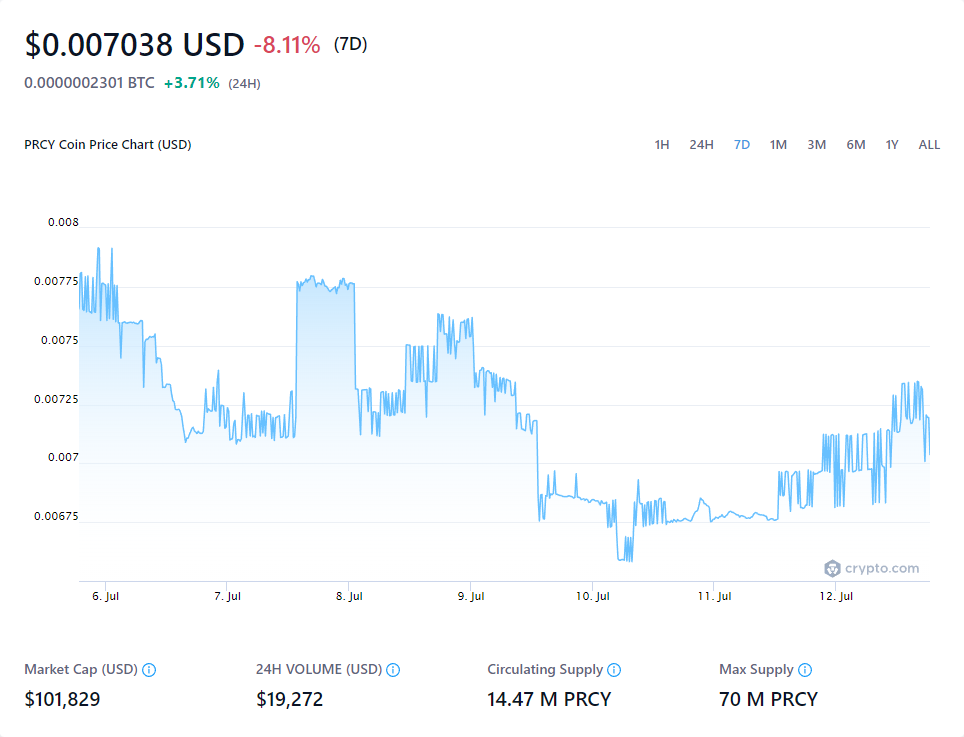 $0.007038 USD -8.11% (7D)
0.0000002301 BTC +3.71% (24H)
PRCY Coin Price Chart (USD)
1H 24H 7D 1M 3M 6M 1Y ALL
0.008
0.00775
0.0075
0.00725
0.007
0.00675
crypto.com
6. Jul 7. Jul 8. Jul 9. Jul 10. Jul 11. Jul 12. Jul
Market Cap (USD) 24H VOLUME (USD) Circulating Supply Max Supply
$101,829 $19,272 14.47 M PRCY 70 M PRCY